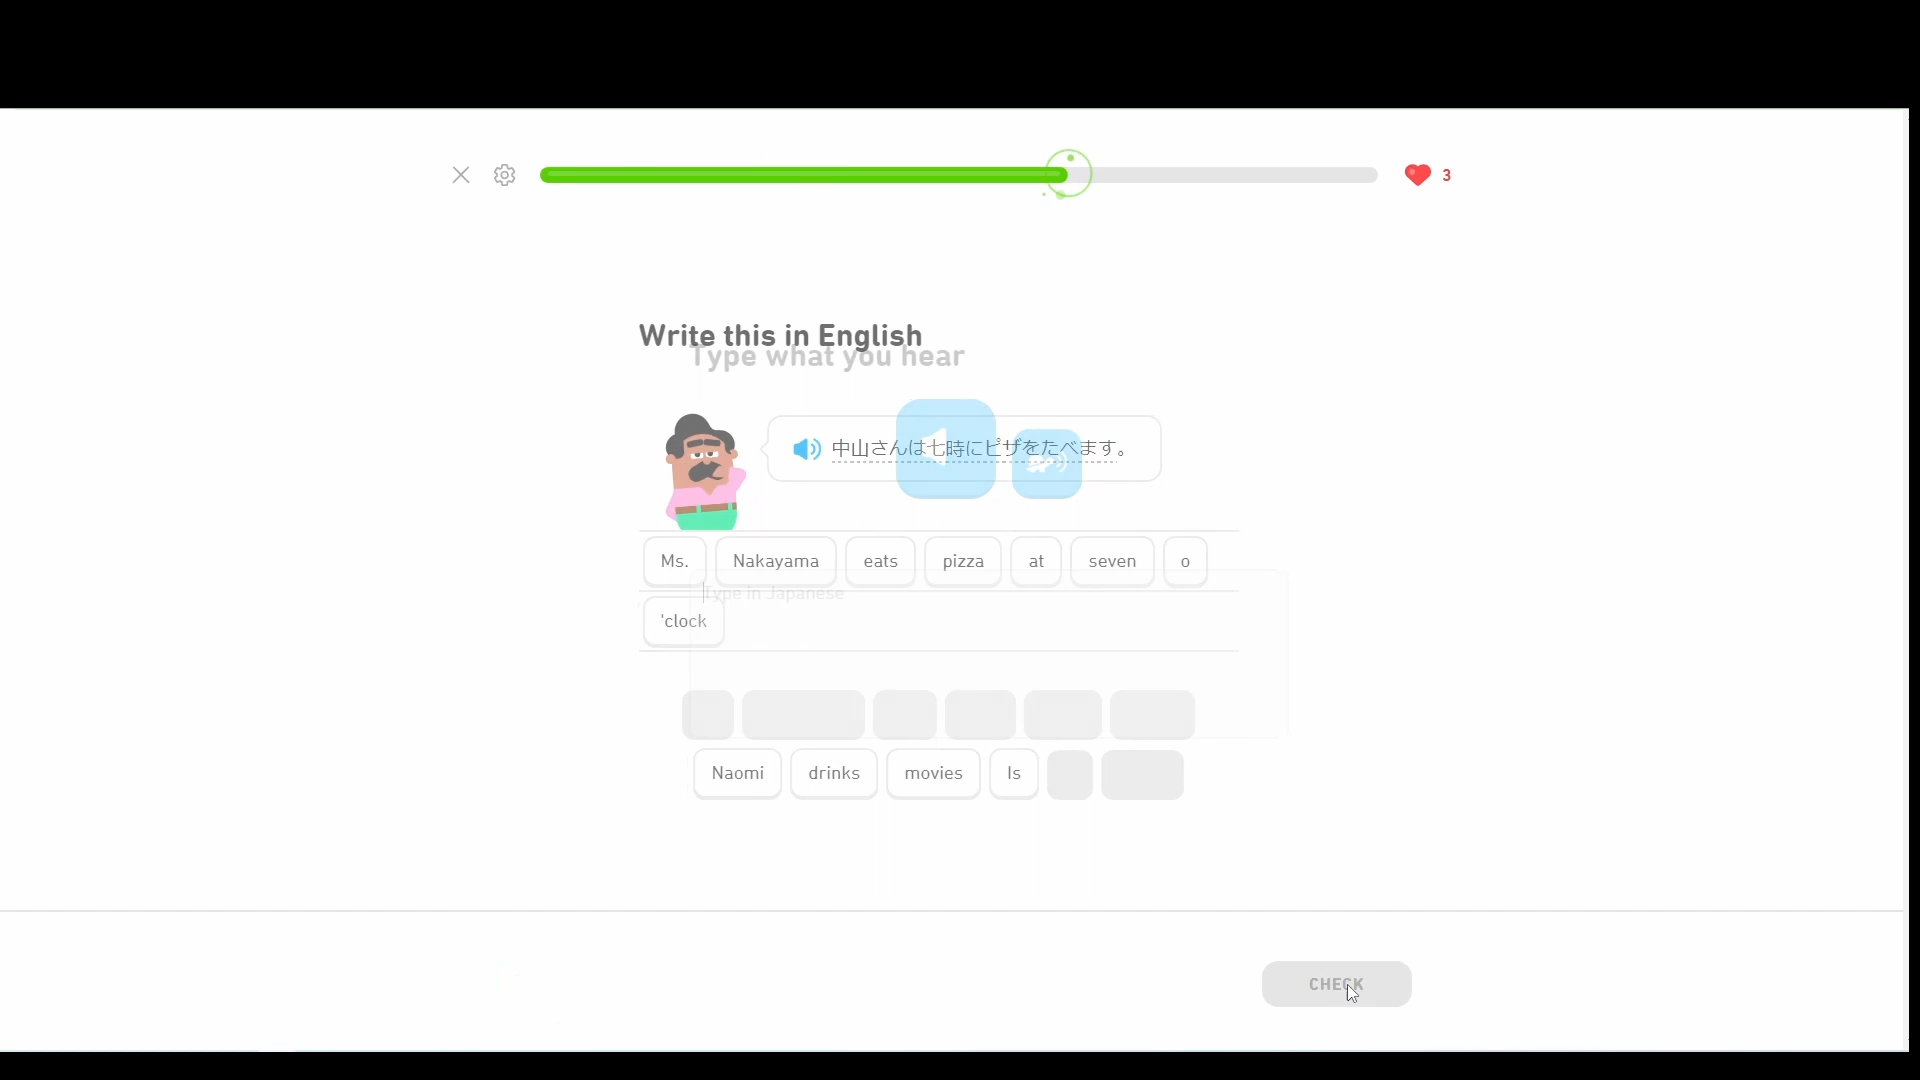 3
Write this in English
Type what you hear
中山さんは七時にピザをたべます。
Ms. Nakayama eats pizza at seven o
Type in Japanese
'clock
Naomi drinks movies Is
CHECK